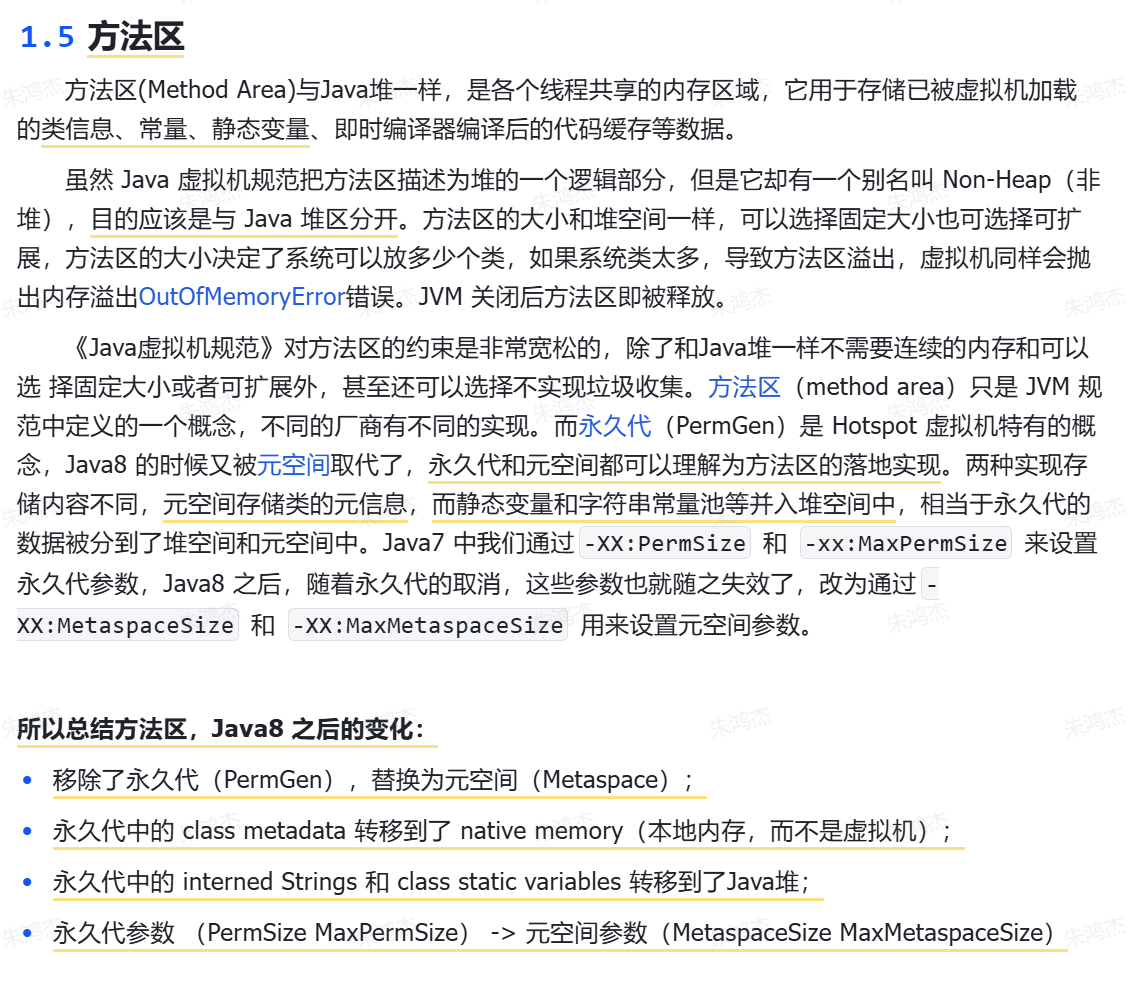 1.5 方法区
方法区(Method Area)与Java堆一样，是各个线程共享的内存区域，它用于存储已被虚拟机加载
的类信息、常量、静态变量、即时编译器编译后的代码缓存等数据。
虽然 Java 虚拟机规范把方法区描述为堆的一个逻辑部分，但是它却有一个别名叫 Non-Heap（非
堆），目的应该是与 Java 堆区分开。方法区的大小和堆空间一样，可以选择固定大小也可选择可扩
展，方法区的大小决定了系统可以放多少个类，如果系统类太多，导致方法区溢出，虚拟机同样会抛
出内存溢出OutOfMemoryError错误。JVM 关闭后方法区即被释放。
《Java虚拟机规范》对方法区的约束是非常宽松的，除了和Java堆一样不需要连续的内存和可以
选 择固定大小或者可扩展外，甚至还可以选择不实现垃圾收集。方法区（method area）只是 JVM 规
范中定义的一个概念，不同的厂商有不同的实现。而永久代（PermGen）是 Hotspot 虚拟机特有的概
念，Java8 的时候又被元空间取代了，永久代和元空间都可以理解为方法区的落地实现。两种实现存
储内容不同，元空间存储类的元信息，而静态变量和字符串常量池等并入堆空间中，相当于永久代的
数据被分到了堆空间和元空间中。Java7 中我们通过 -XX:PermSize 和 -xx:MaxPermSize 来设置
永久代参数，Java8 之后，随着永久代的取消，这些参数也就随之失效了，改为通过 -
XX:MetaspaceSize 和 -XX:MaxMetaspaceSize 用来设置元空间参数。
所以总结方法区，Java8 之后的变化：
• 移除了永久代（PermGen），替换为元空间（Metaspace）；
• 永久代中的 class metadata 转移到了 native memory（本地内存，而不是虚拟机）；
• 永久代中的 interned Strings 和 class static variables 转移到了Java堆；
• 永久代参数 （PermSize MaxPermSize） -> 元空间参数（MetaspaceSize MaxMetaspaceSize）
朱鸿杰